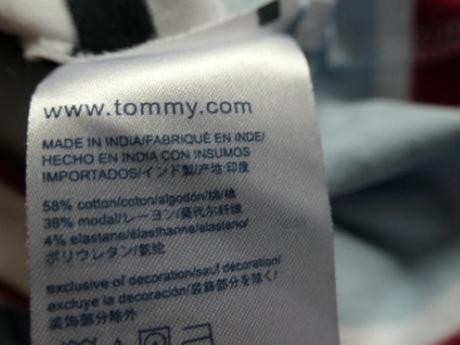 www.tommy.com
MADE IN INDIA/FABRIQUÉ EN INDE/
HECHO EN INDIA CON INSUMOS
IMPORTADOS/インド製/产地:印度
58% cotton/coton/algodón/綿/棉
38% modal/レーヨン/莫代尔纤维
4% elastane/élasthanne/elastano/
ポリウレタン/氨纶
exclusive of decoration/sauf décoration/
excluye la decoración/装飾部分を除く/
装饰部分除外